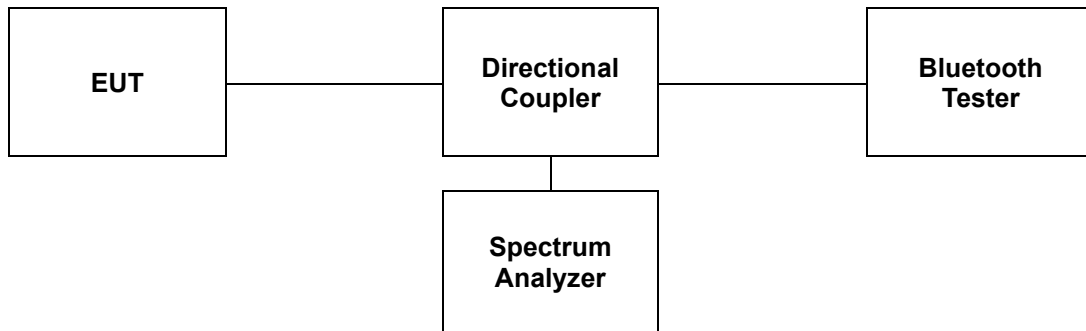 EUT
Directional
Coupler
Bluetooth
Tester
Spectrum
Analyzer